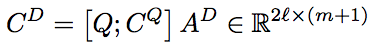 C^D = [Q; C^Q] A^D ∈ ℝ^{2ℓ×(m+1)}